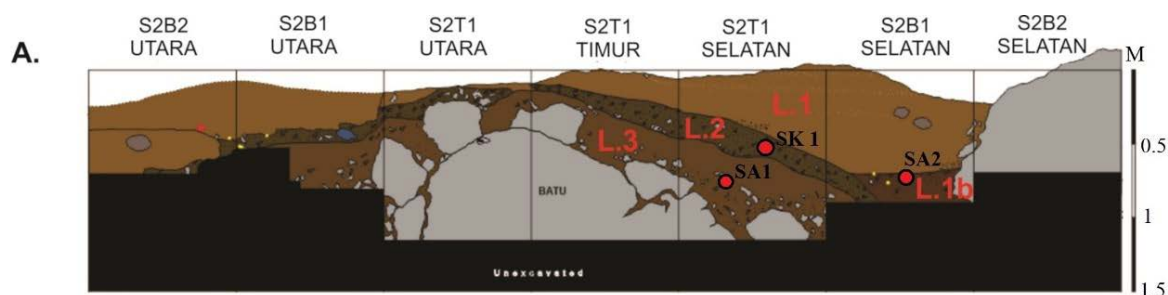 A.
S2B2
UTARA
S2B1
UTARA
S2T1
UTARA
S2T1
TIMUR
S2T1
SELATAN
S2B1
SELATAN
S2B2
SELATAN
M
L.1
L.2
SK 1
L.3
SA1
SA2
L.1b
BATU
0.5
1
1.5
Unexcavated